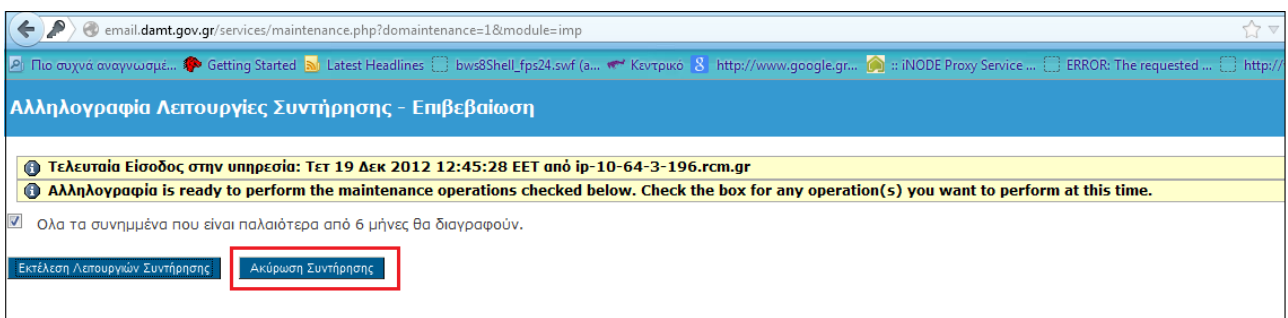 email.damt.gov.gr/services/maintenance.php?domaintenance=1&module=imp
Πιο συχνά αναγνωσμέ... Getting Started Latest Headlines bws8Shell_fps24.swf (a... Κεντρικό http://www.google.gr... :: iNODE Proxy Service ... ERROR: The requested ... http://
Αλληλογραφία Λειτουργίες Συντήρησης - Επιβεβαίωση
Τελευταία Είσοδος στην υπηρεσία: Τετ 19 Δεκ 2012 12:45:28 EET από ip-10-64-3-196.rcm.gr
Αλληλογραφία is ready to perform the maintenance operations checked below. Check the box for any operation(s) you want to perform at this time.
Ολα τα συνημμένα που είναι παλαιότερα από 6 μήνες θα διαγραφούν.
Εκτέλεση Λειτουργιών Συντήρησης Ακύρωση Συντήρησης